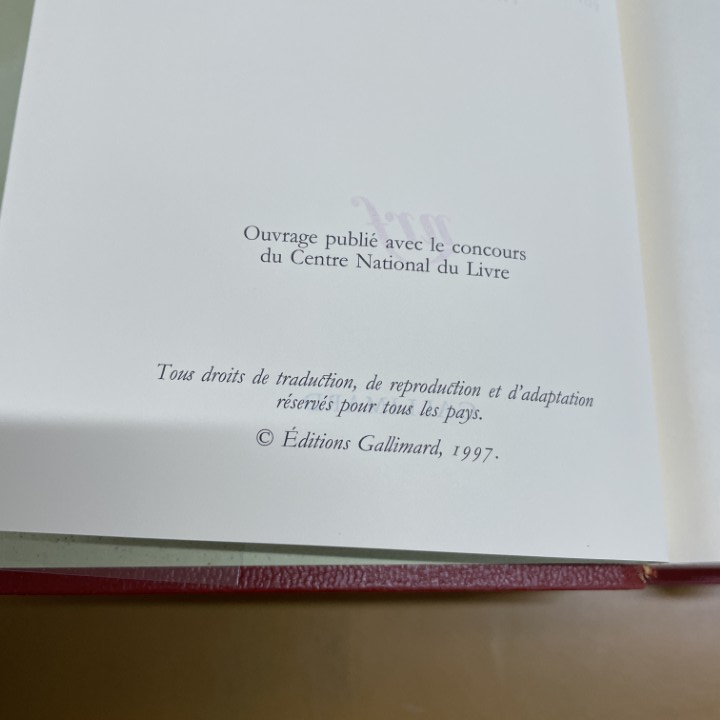 Ouvrage publié avec le concours
du Centre National du Livre
Tous droits de traduction, de reproduction et d'adaptation
réservés pour tous les pays.
© Éditions Gallimard, 1997.